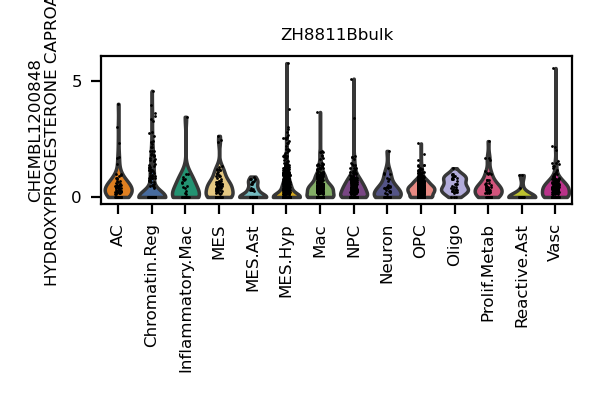 ZH8811Bbulk
CHEMBL1200848
HYDROXYPROGESTERONE CAPROA
5
0
AC
Chromatin.Reg
Inflammatory.Mac
MES
MES.Ast
MES.Hyp
Mac
NPC
Neuron
OPC
Oligo
Prolif.Metab
Reactive.Ast
Vasc